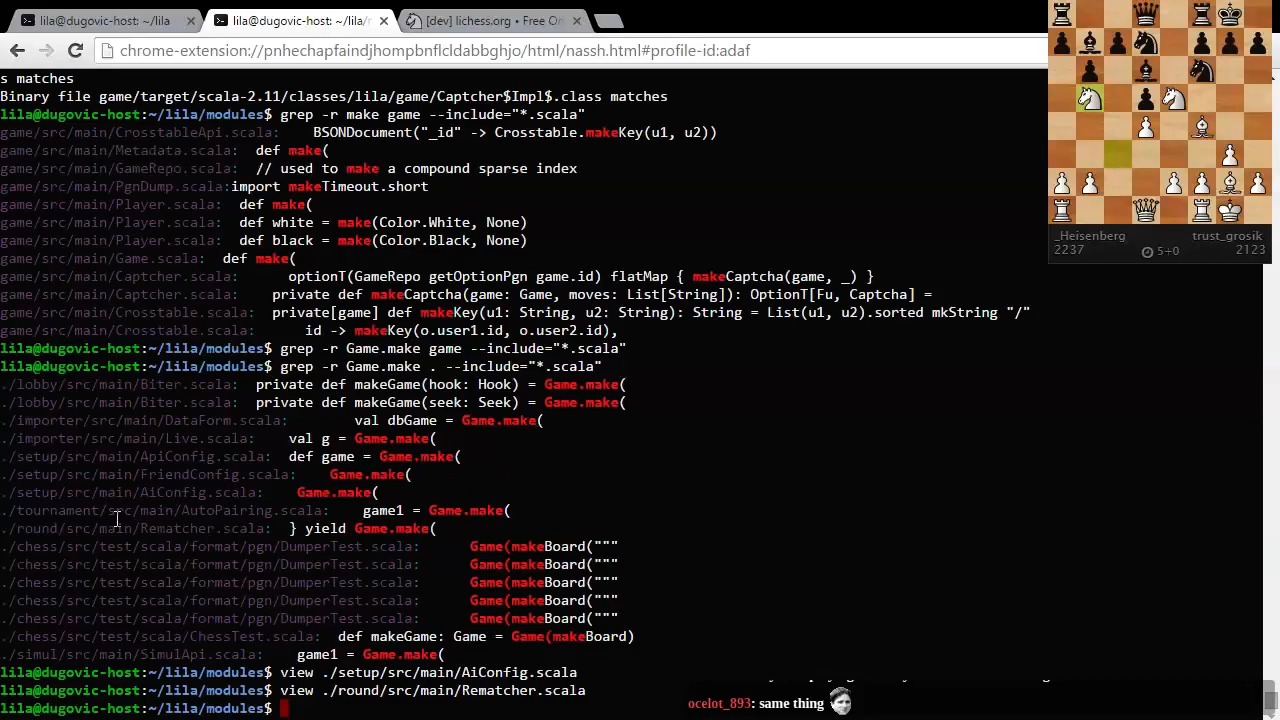 lila@dugovic-host: ~/lila
lila@dugovic-host: ~/lila/
[dev] lichess.org • Free On
chrome-extension://pnhechapfaindjhompbnflcldabbghjo/html/nassh.html#profile-id:adaf
s matches
Binary file game/target/scala-2.11/classes/lila/game/Captcher$Impl$.class matches
lila@dugovic-host:~/lila/modules$ grep -r make game --include="*.scala"
game/src/main/CrosstableApi.scala:      BSONDocument("_id" -> Crosstable.makeKey(u1, u2))
game/src/main/Metadata.scala:  def make(
game/src/main/GameRepo.scala:  // used to make a compound sparse index
game/src/main/PgnDump.scala:import makeTimeout.short
game/src/main/Player.scala:  def make(
game/src/main/Player.scala:  def white = make(Color.White, None)
game/src/main/Player.scala:  def black = make(Color.Black, None)
game/src/main/Game.scala:  def make(
game/src/main/Captcher.scala:      optionT(GameRepo getOptionPgn game.id) flatMap { makeCaptcha(game, _) }
game/src/main/Captcher.scala:    private def makeCaptcha(game: Game, moves: List[String]): OptionT[Fu, Captcha] =
game/src/main/Crosstable.scala:  private[game] def makeKey(u1: String, u2: String): String = List(u1, u2).sorted mkString "/"
game/src/main/Crosstable.scala:      id -> makeKey(o.user1.id, o.user2.id),
lila@dugovic-host:~/lila/modules$ grep -r Game.make game --include="*.scala"
lila@dugovic-host:~/lila/modules$ grep -r Game.make . --include="*.scala"
./lobby/src/main/Biter.scala:  private def makeGame(hook: Hook) = Game.make(
./lobby/src/main/Biter.scala:  private def makeGame(seek: Seek) = Game.make(
./importer/src/main/DataForm.scala:          val dbGame = Game.make(
./importer/src/main/Live.scala:    val g = Game.make(
./setup/src/main/ApiConfig.scala:  def game = Game.make(
./setup/src/main/FriendConfig.scala:    Game.make(
./setup/src/main/AiConfig.scala:    Game.make(
./tournament/src/main/AutoPairing.scala:    game1 = Game.make(
./round/src/main/Rematcher.scala:  } yield Game.make(
./chess/src/test/scala/format/pgn/DumperTest.scala:      Game(makeBoard("""
./chess/src/test/scala/format/pgn/DumperTest.scala:      Game(makeBoard("""
./chess/src/test/scala/format/pgn/DumperTest.scala:      Game(makeBoard("""
./chess/src/test/scala/format/pgn/DumperTest.scala:      Game(makeBoard("""
./chess/src/test/scala/format/pgn/DumperTest.scala:      Game(makeBoard("""
./chess/src/test/scala/ChessTest.scala:  def makeGame: Game = Game(makeBoard)
./simul/src/main/SimulApi.scala:      game1 = Game.make(
lila@dugovic-host:~/lila/modules$ view ./setup/src/main/AiConfig.scala
lila@dugovic-host:~/lila/modules$ view ./round/src/main/Rematcher.scala
lila@dugovic-host:~/lila/modules$
_Heisenberg trust_grosik
2237 5+0 2123
ocelot_893: same thing